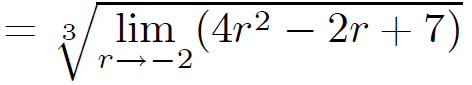 = ∛(lim_{r→−2}(4r² − 2r + 7))